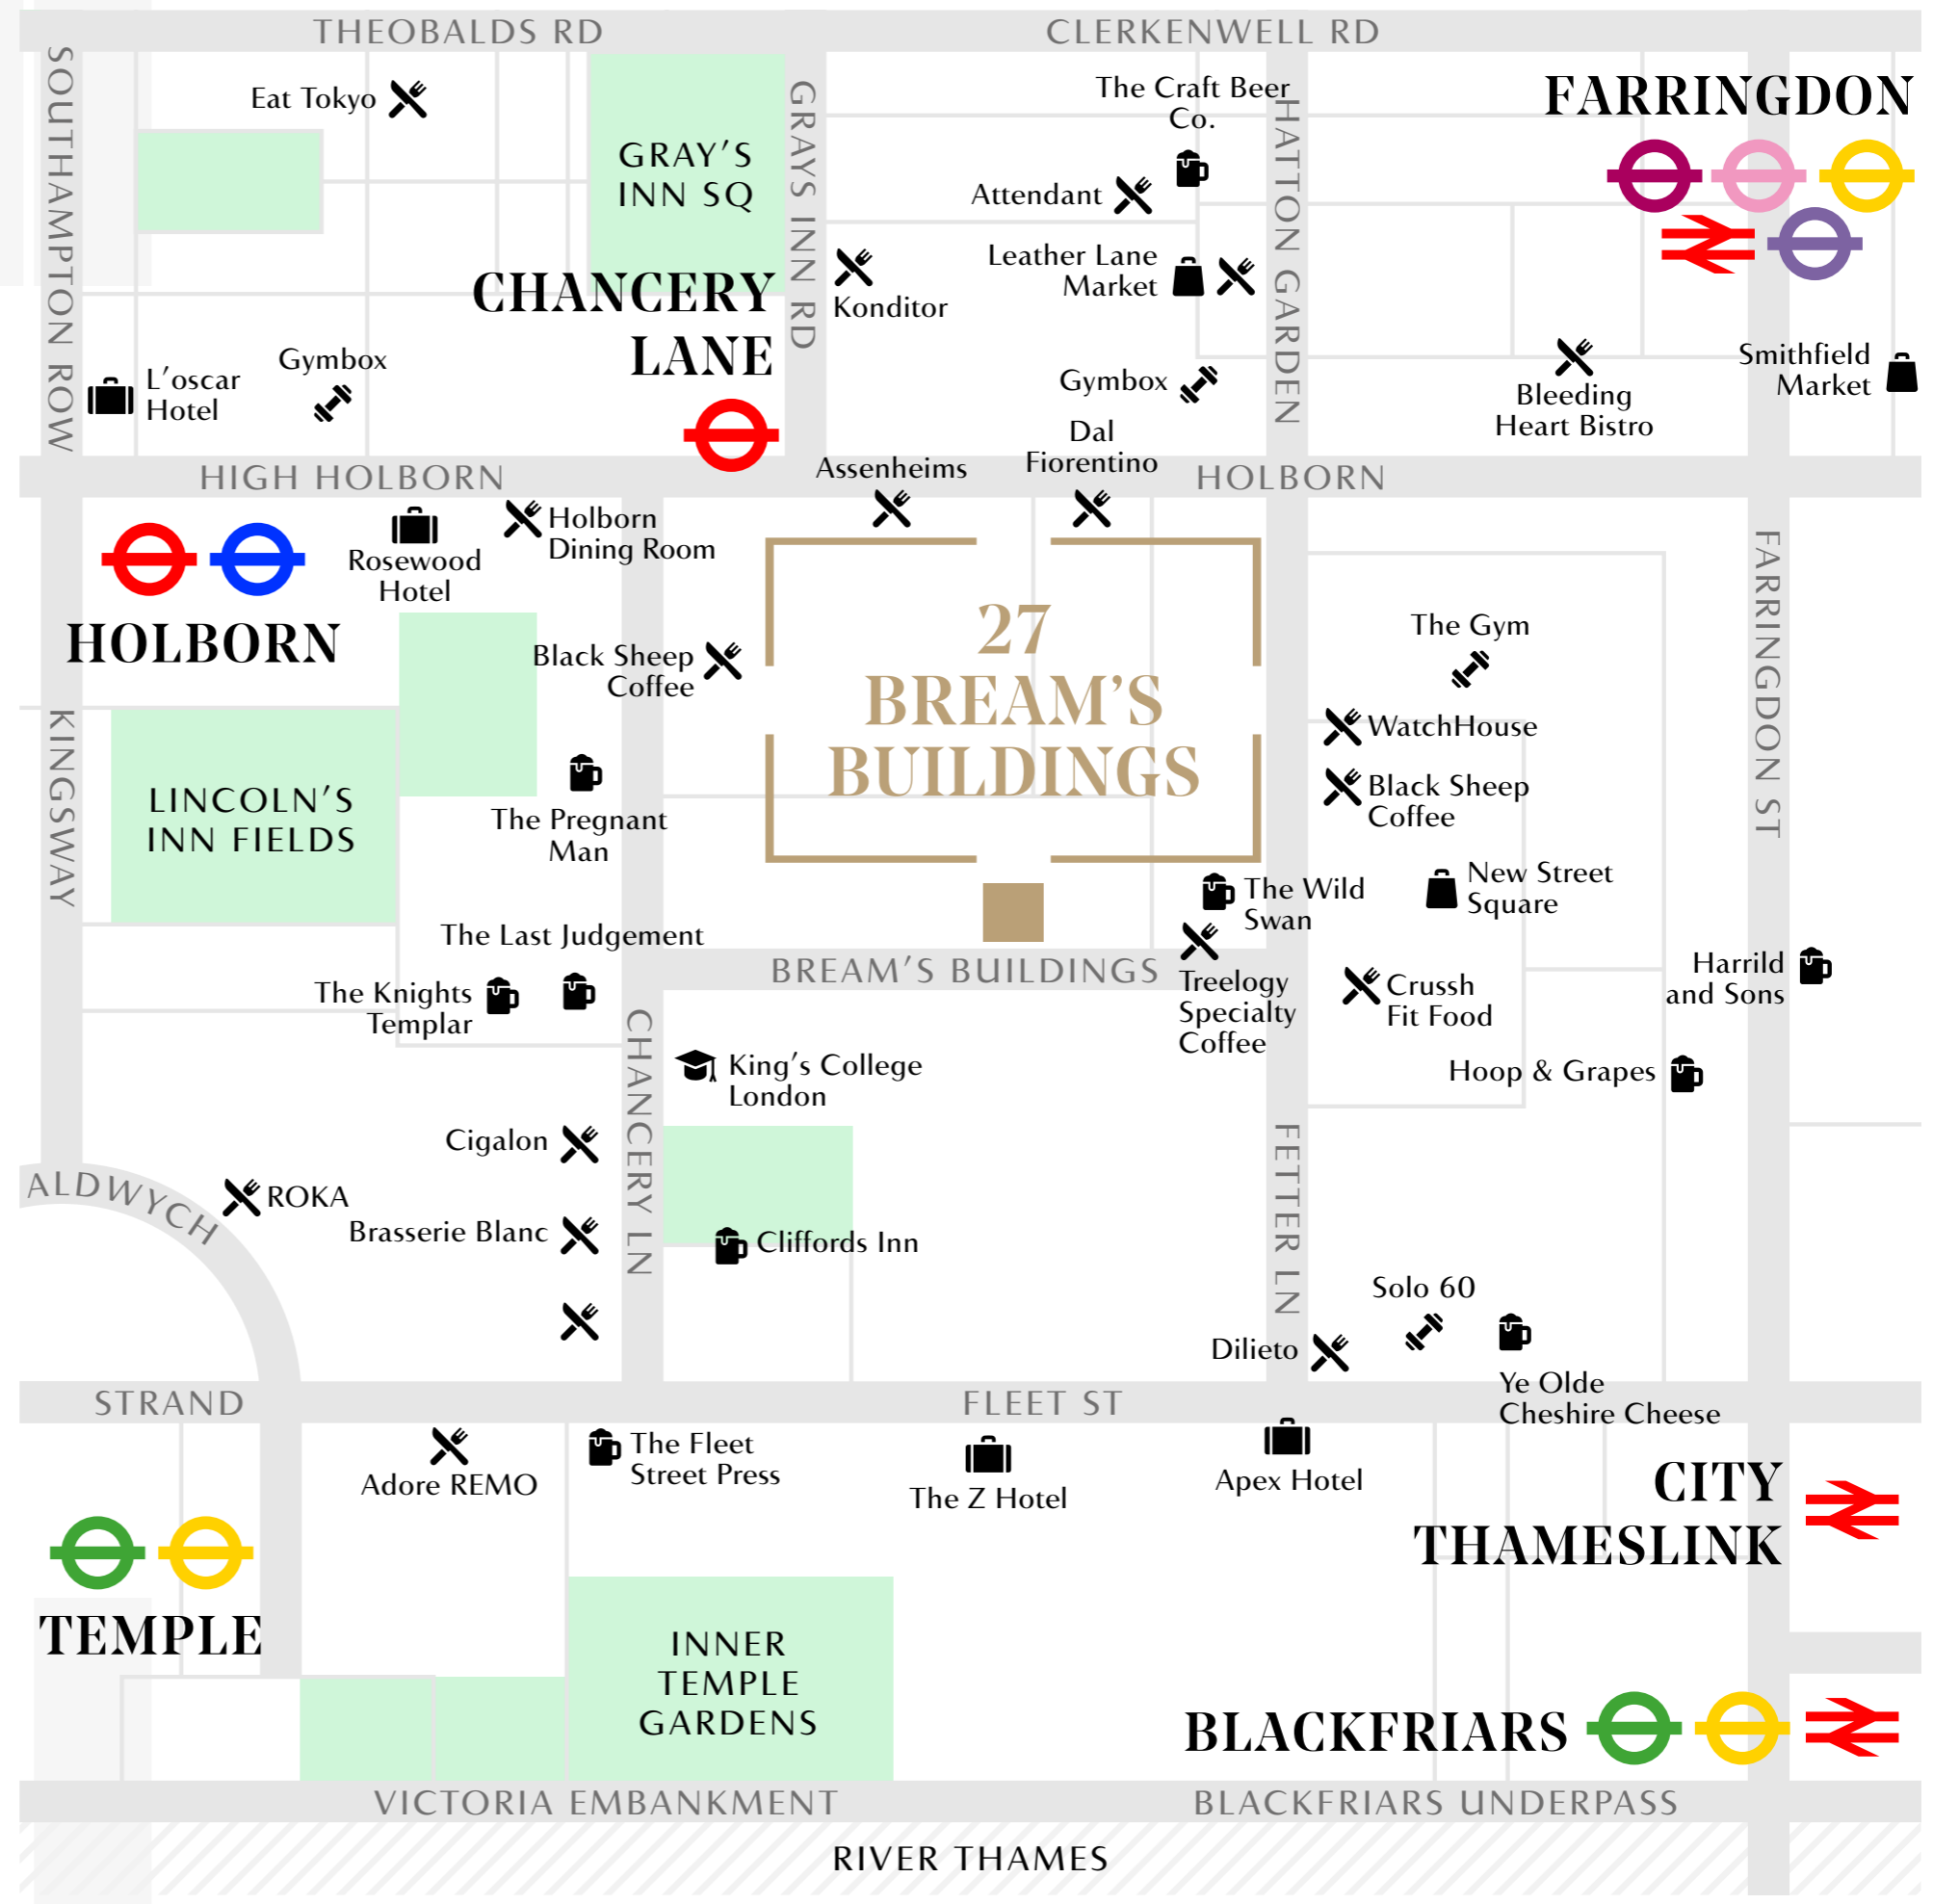 THEOBALDS RD
CLERKENWELL RD
SOUTHAMPTON ROW
Eat Tokyo
GRAY'S
INN SQ
GRAYS INN RD
The Craft Beer
Co.
HATTON GARDEN
FARRINGDON
Attendant
Leather Lane
Market
Konditor
CHANCERY
LANE
L'oscar
Hotel
Gymbox
Gymbox
Dal
Fiorentino
Assenheims
Bleeding
Heart Bistro
Smithfield
Market
HIGH HOLBORN
HOLBORN
HOLBORN
Rosewood
Hotel
Holborn
Dining Room
Black Sheep
Coffee
27
BREAM'S
BUILDINGS
The Gym
WatchHouse
Black Sheep
Coffee
FARRINGDON ST
KINGSWAY
LINCOLN'S
INN FIELDS
The Pregnant
Man
The Last Judgement
The Knights
Templar
BREAM'S BUILDINGS
The Wild
Swan
Treelogy
Specialty
Coffee
New Street
Square
Crussh
Fit Food
Harrild
and Sons
Hoop & Grapes
CHANCERY LN
King's College
London
Cigalon
ALDWYCH
ROKA
Brasserie Blanc
Cliffords Inn
FETTER LN
Solo 60
Dilieto
Ye Olde
Cheshire Cheese
STRAND
FLEET ST
Adore REMO
The Fleet
Street Press
The Z Hotel
Apex Hotel
CITY
THAMESLINK
TEMPLE
INNER
TEMPLE
GARDENS
BLACKFRIARS
VICTORIA EMBANKMENT
BLACKFRIARS UNDERPASS
RIVER THAMES